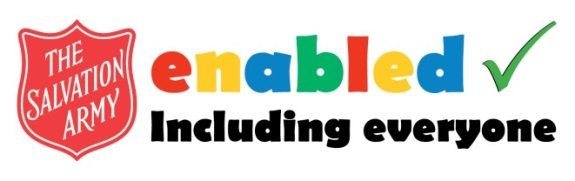 THE
SALVATION
ARMY
enabled
Including everyone